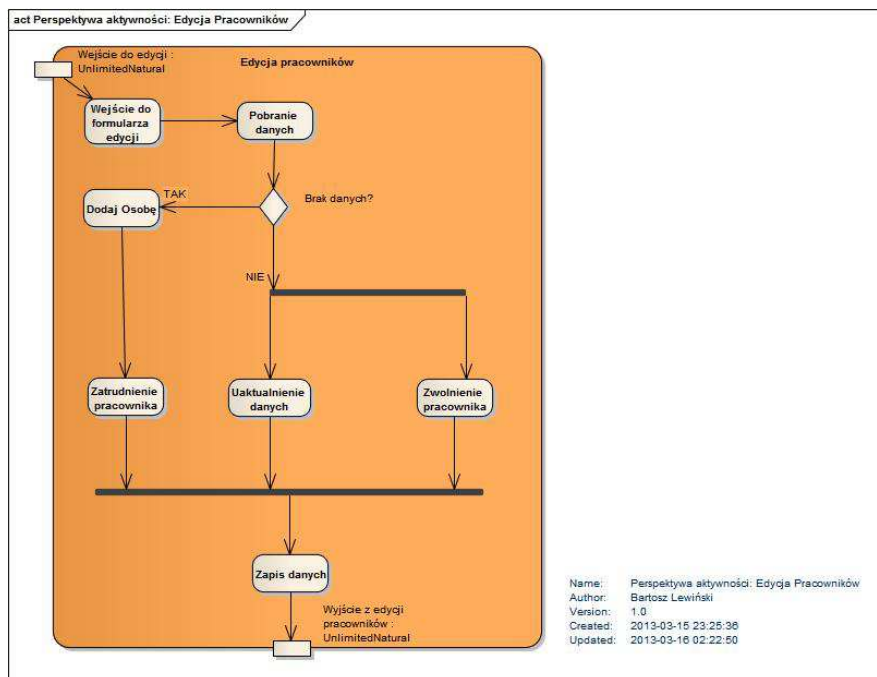 act Perspektywa aktywności: Edycja Pracowników
Wejście do edycji :
UnlimitedNatural
Edycja pracowników
Wejście do
formularza
edycji
Pobranie
danych
Brak danych?
TAK
Dodaj Osobę
NIE
Zatrudnienie
pracownika
Uaktualnienie
danych
Zwolnienie
pracownika
Zapis danych
Wyjście z edycji
pracowników :
UnlimitedNatural
Name: Perspektywa aktywności: Edycja Pracowników
Author: Bartosz Lewiński
Version: 1.0
Created: 2013-03-15 23:25:36
Updated: 2013-03-16 02:22:50